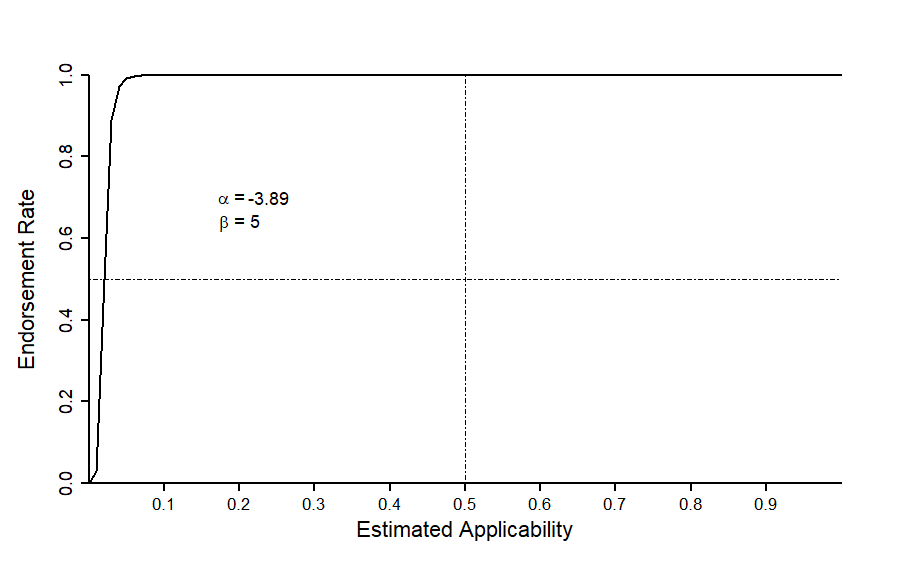 1.0
0.8
0.6
0.4
0.2
0.0
Endorsement Rate
α = -3.89
β = 5
0.1 0.2 0.3 0.4 0.5 0.6 0.7 0.8 0.9
Estimated Applicability